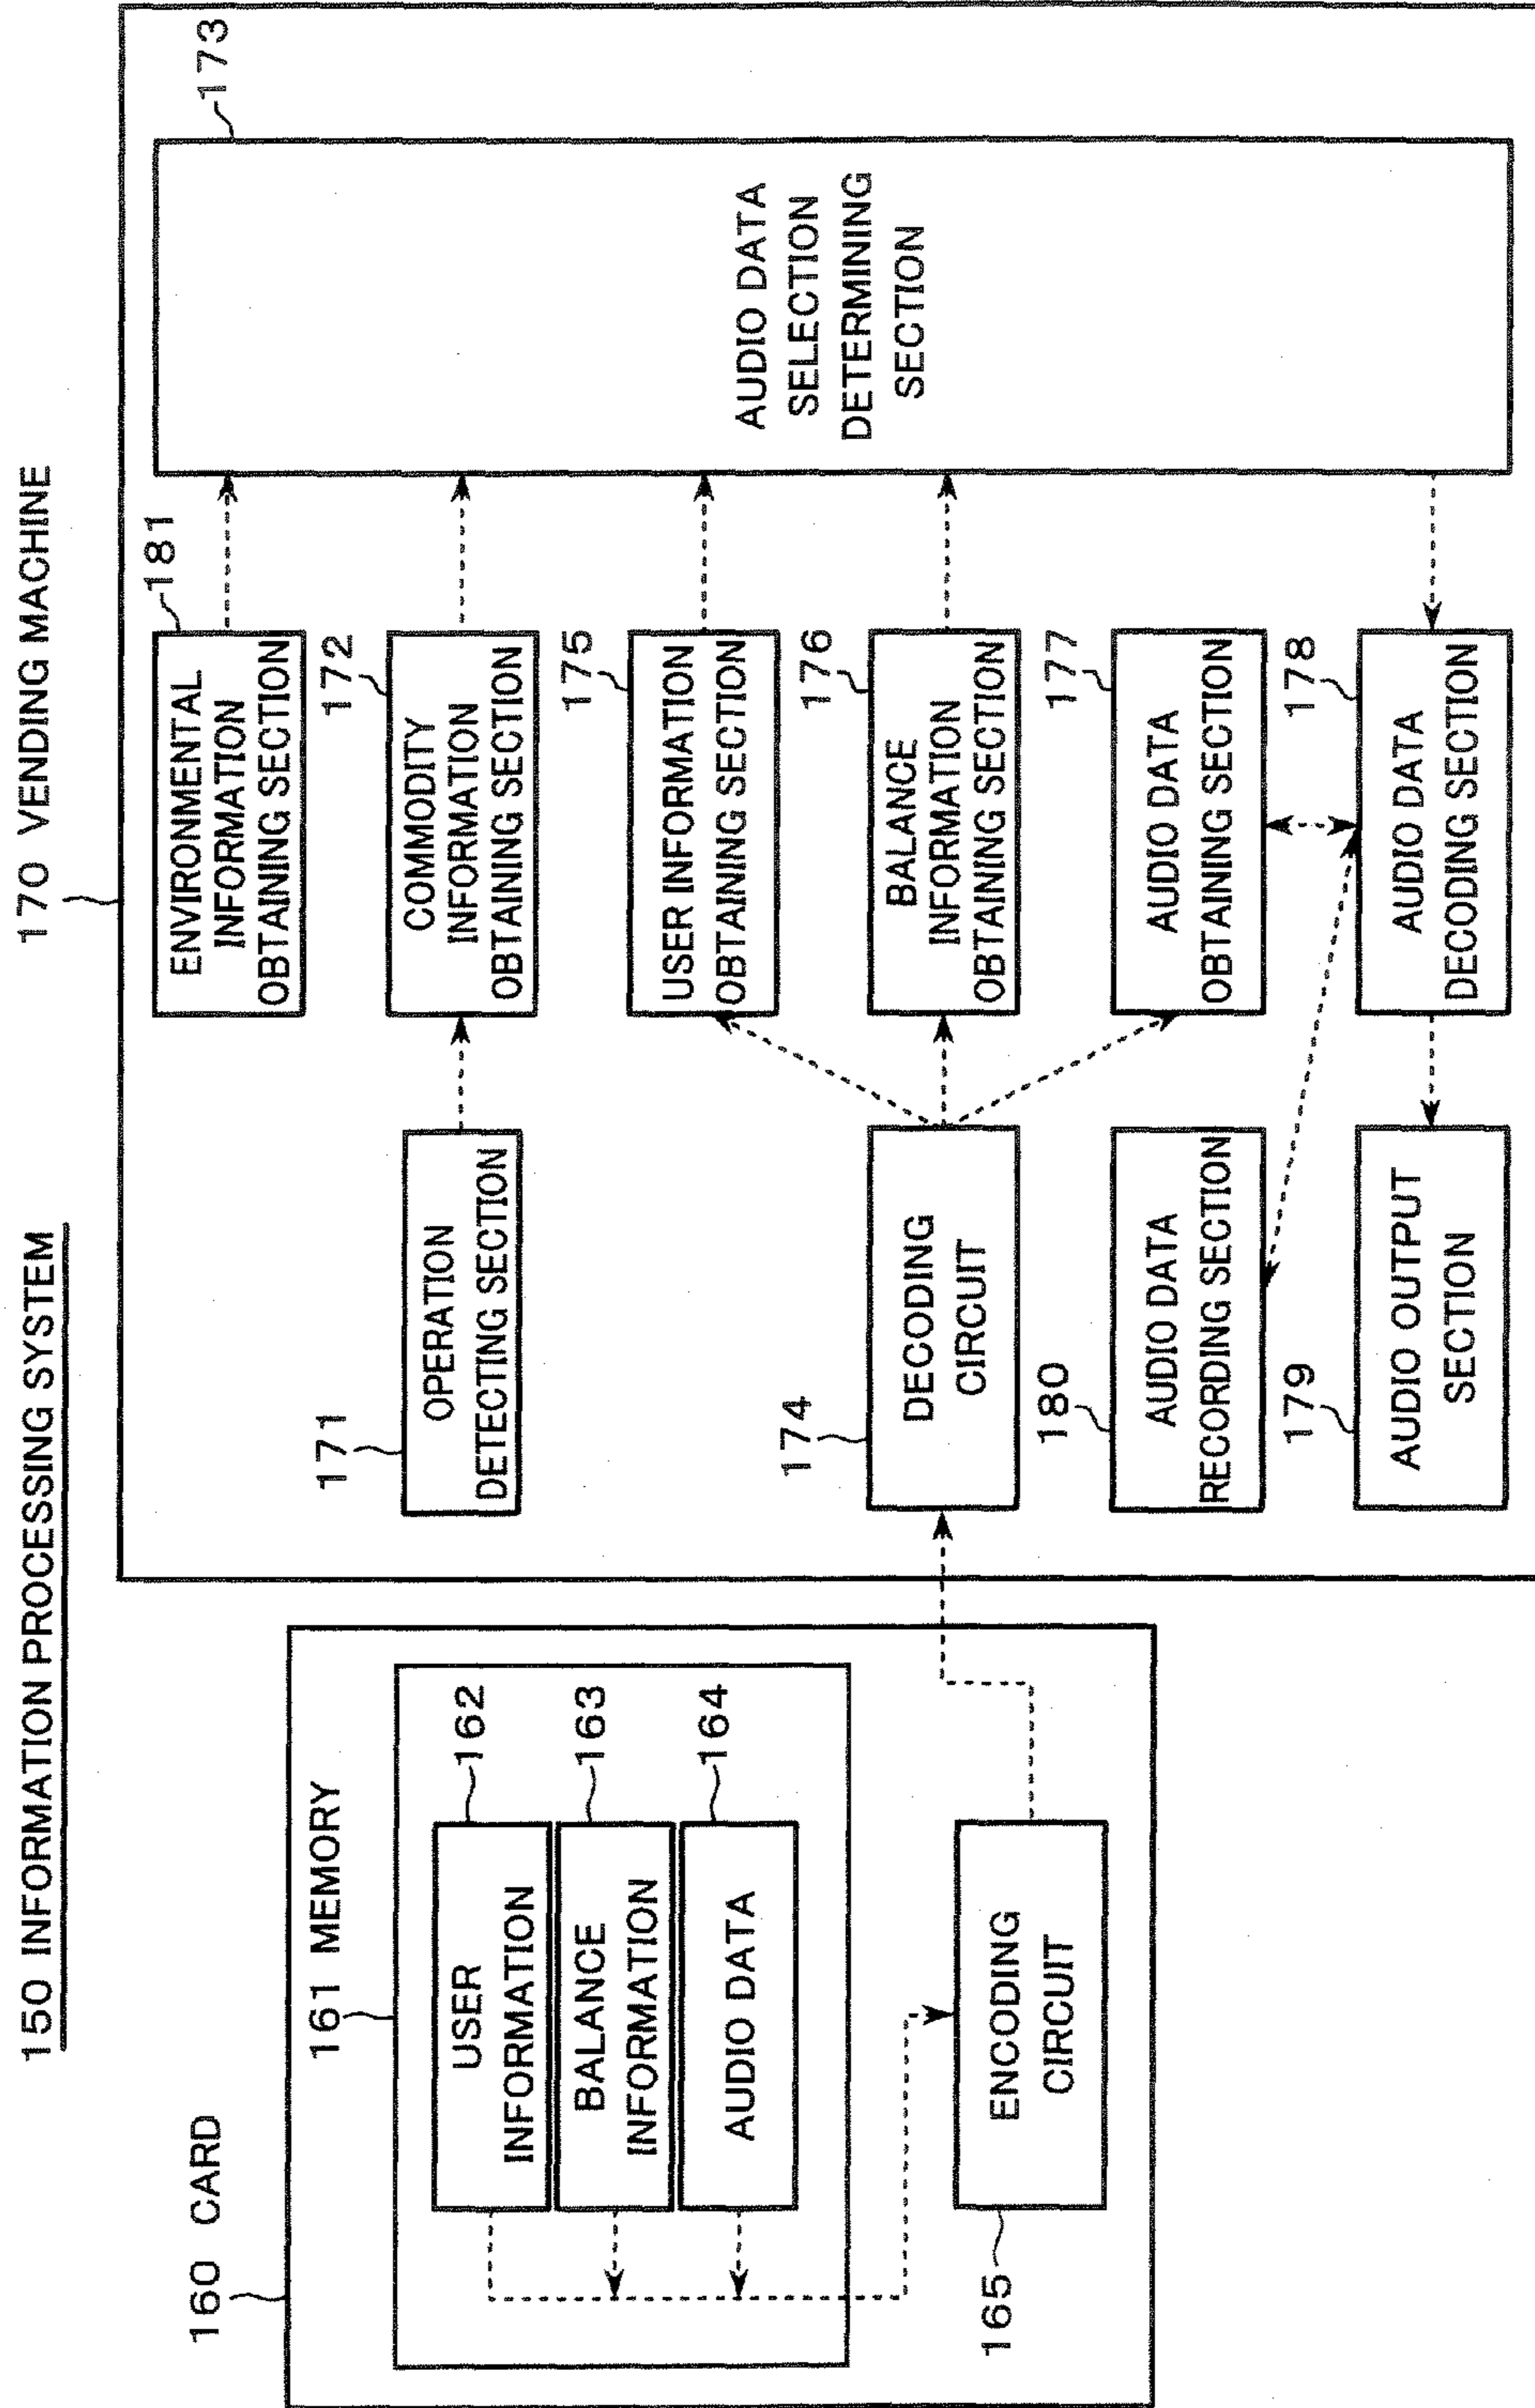 150 INFORMATION PROCESSING SYSTEM
160 CARD
161 MEMORY
USER
INFORMATION
162
BALANCE
INFORMATION
163
AUDIO DATA
164
ENCODING
CIRCUIT
165
170 VENDING MACHINE
ENVIRONMENTAL
INFORMATION
OBTAINING SECTION
181
OPERATION
DETECTING SECTION
171
COMMODITY
INFORMATION
OBTAINING SECTION
172
USER INFORMATION
OBTAINING SECTION
175
DECODING
CIRCUIT
174
BALANCE
INFORMATION
OBTAINING SECTION
176
AUDIO DATA
RECORDING SECTION
180
AUDIO DATA
OBTAINING SECTION
177
AUDIO OUTPUT
SECTION
179
AUDIO DATA
DECODING SECTION
178
AUDIO DATA
SELECTION
DETERMINING
SECTION
173